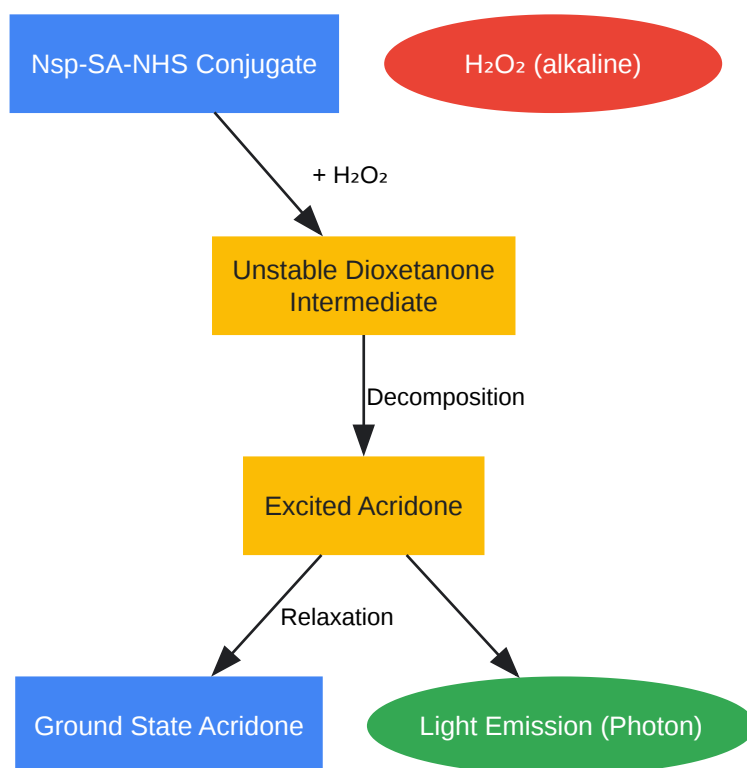 Nsp-SA-NHS Conjugate
H₂O₂ (alkaline)
+ H₂O₂
Unstable Dioxetanone
Intermediate
Decomposition
Excited Acridone
Relaxation
Ground State Acridone
Light Emission (Photon)